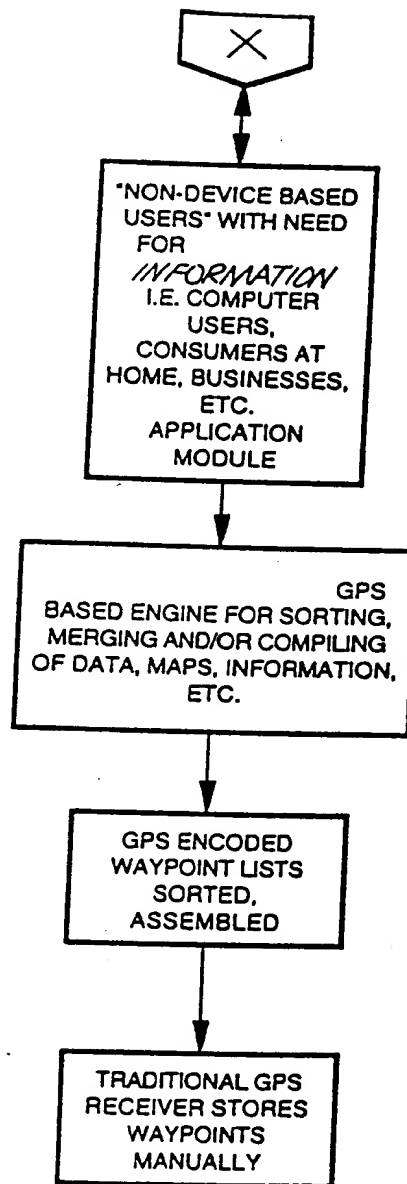 X
"NON-DEVICE BASED
USERS" WITH NEED
FOR
INFORMATION
I.E. COMPUTER
USERS,
CONSUMERS AT
HOME, BUSINESSES,
ETC.
APPLICATION
MODULE
GPS
BASED ENGINE FOR SORTING,
MERGING AND/OR COMPILING
OF DATA, MAPS, INFORMATION,
ETC.
GPS ENCODED
WAYPOINT LISTS
SORTED,
ASSEMBLED
TRADITIONAL GPS
RECEIVER STORES
WAYPOINTS
MANUALLY